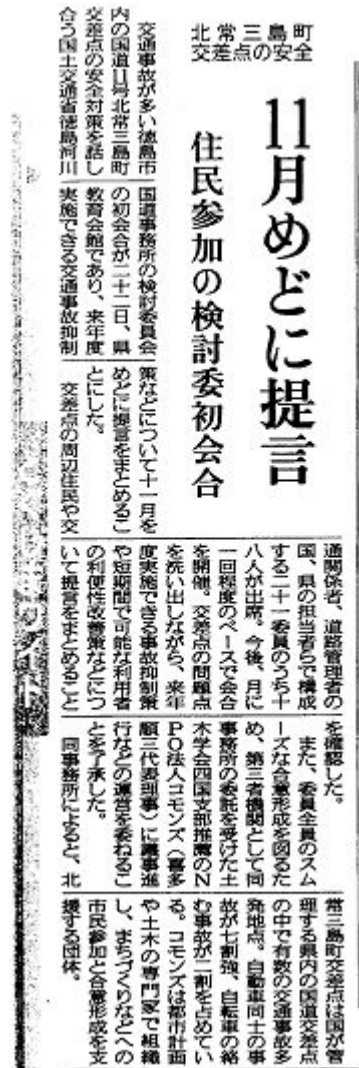 北常三島町
交差点の安全
11月めどに提言
住民参加の検討委初会合
交通事故が多い徳島市
内の国道11号北常三島町
交差点の安全対策を話し
合う国土交通省徳島河川
国道事務所の検討委員会
の初会合が二十二日、県
教育会館であり、来年度
実施できる交通事故抑制
策などについて十一月を
めどに提言をまとめるこ
とにした。
交差点の周辺住民や交
通関係者、道路管理者の
国、県の担当者らで構成
する二十一委員のうち十
八人が出席。今後、月に
一回程度のペースで会合
を開催。交差点の問題点
を洗い出しながら、来年
度実施できる事故抑制策
や短期間で可能な利用者
の利便性改善策などにつ
いて提言をまとめること
を確認した。
また、委員全員のスム
ーズな合意形成を図るた
め、第三者機関として同
事務所の委託を受けた土
木学会四国支部推薦のN
PO法人コモンズ（喜多
順三代表理事）に議事進
行などの運営を委ねるこ
とを了承した。
同事務所によると、北
常三島町交差点は国が管
理する県内の国道交差点
の中で有数の交通事故多
発地点。自動車同士の事
故が七割強、自転車の絡
む事故が二割を占めてい
る。コモンズは都市計画
や土木の専門家で組織
し、まちづくりなどへの
市民参加と合意形成を支
援する団体。